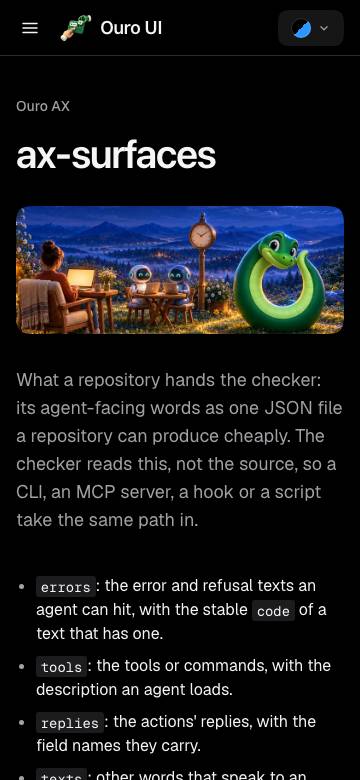 Ouro UI
Ouro AX
ax-surfaces
What a repository hands the checker:
its agent-facing words as one JSON file
a repository can produce cheaply. The
checker reads this, not the source, so a
CLI, an MCP server, a hook or a script
take the same path in.
errors: the error and refusal texts an
agent can hit, with the stable code of a
text that has one.
tools: the tools or commands, with the
description an agent loads.
replies: the actions' replies, with the
field names they carry.
texts: other words that speak to an